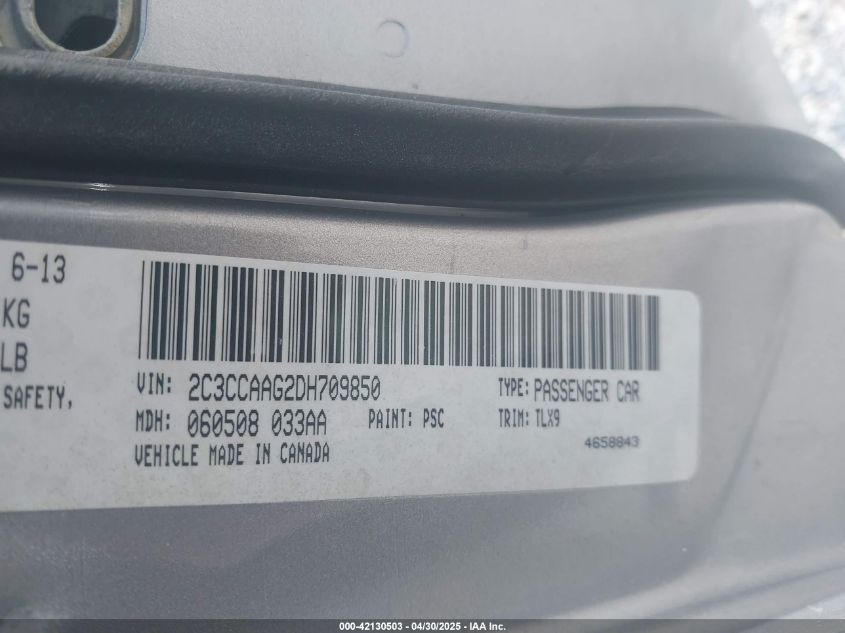 6-13
KG
LB
SAFETY,
VIN: 2C3CCAAG2DH709850 TYPE: PASSENGER CAR
MDH: 060508 033AA PAINT: PSC TRIM: TLX9
VEHICLE MADE IN CANADA 4658843
000-42130503 - 04/30/2025 - IAA Inc.